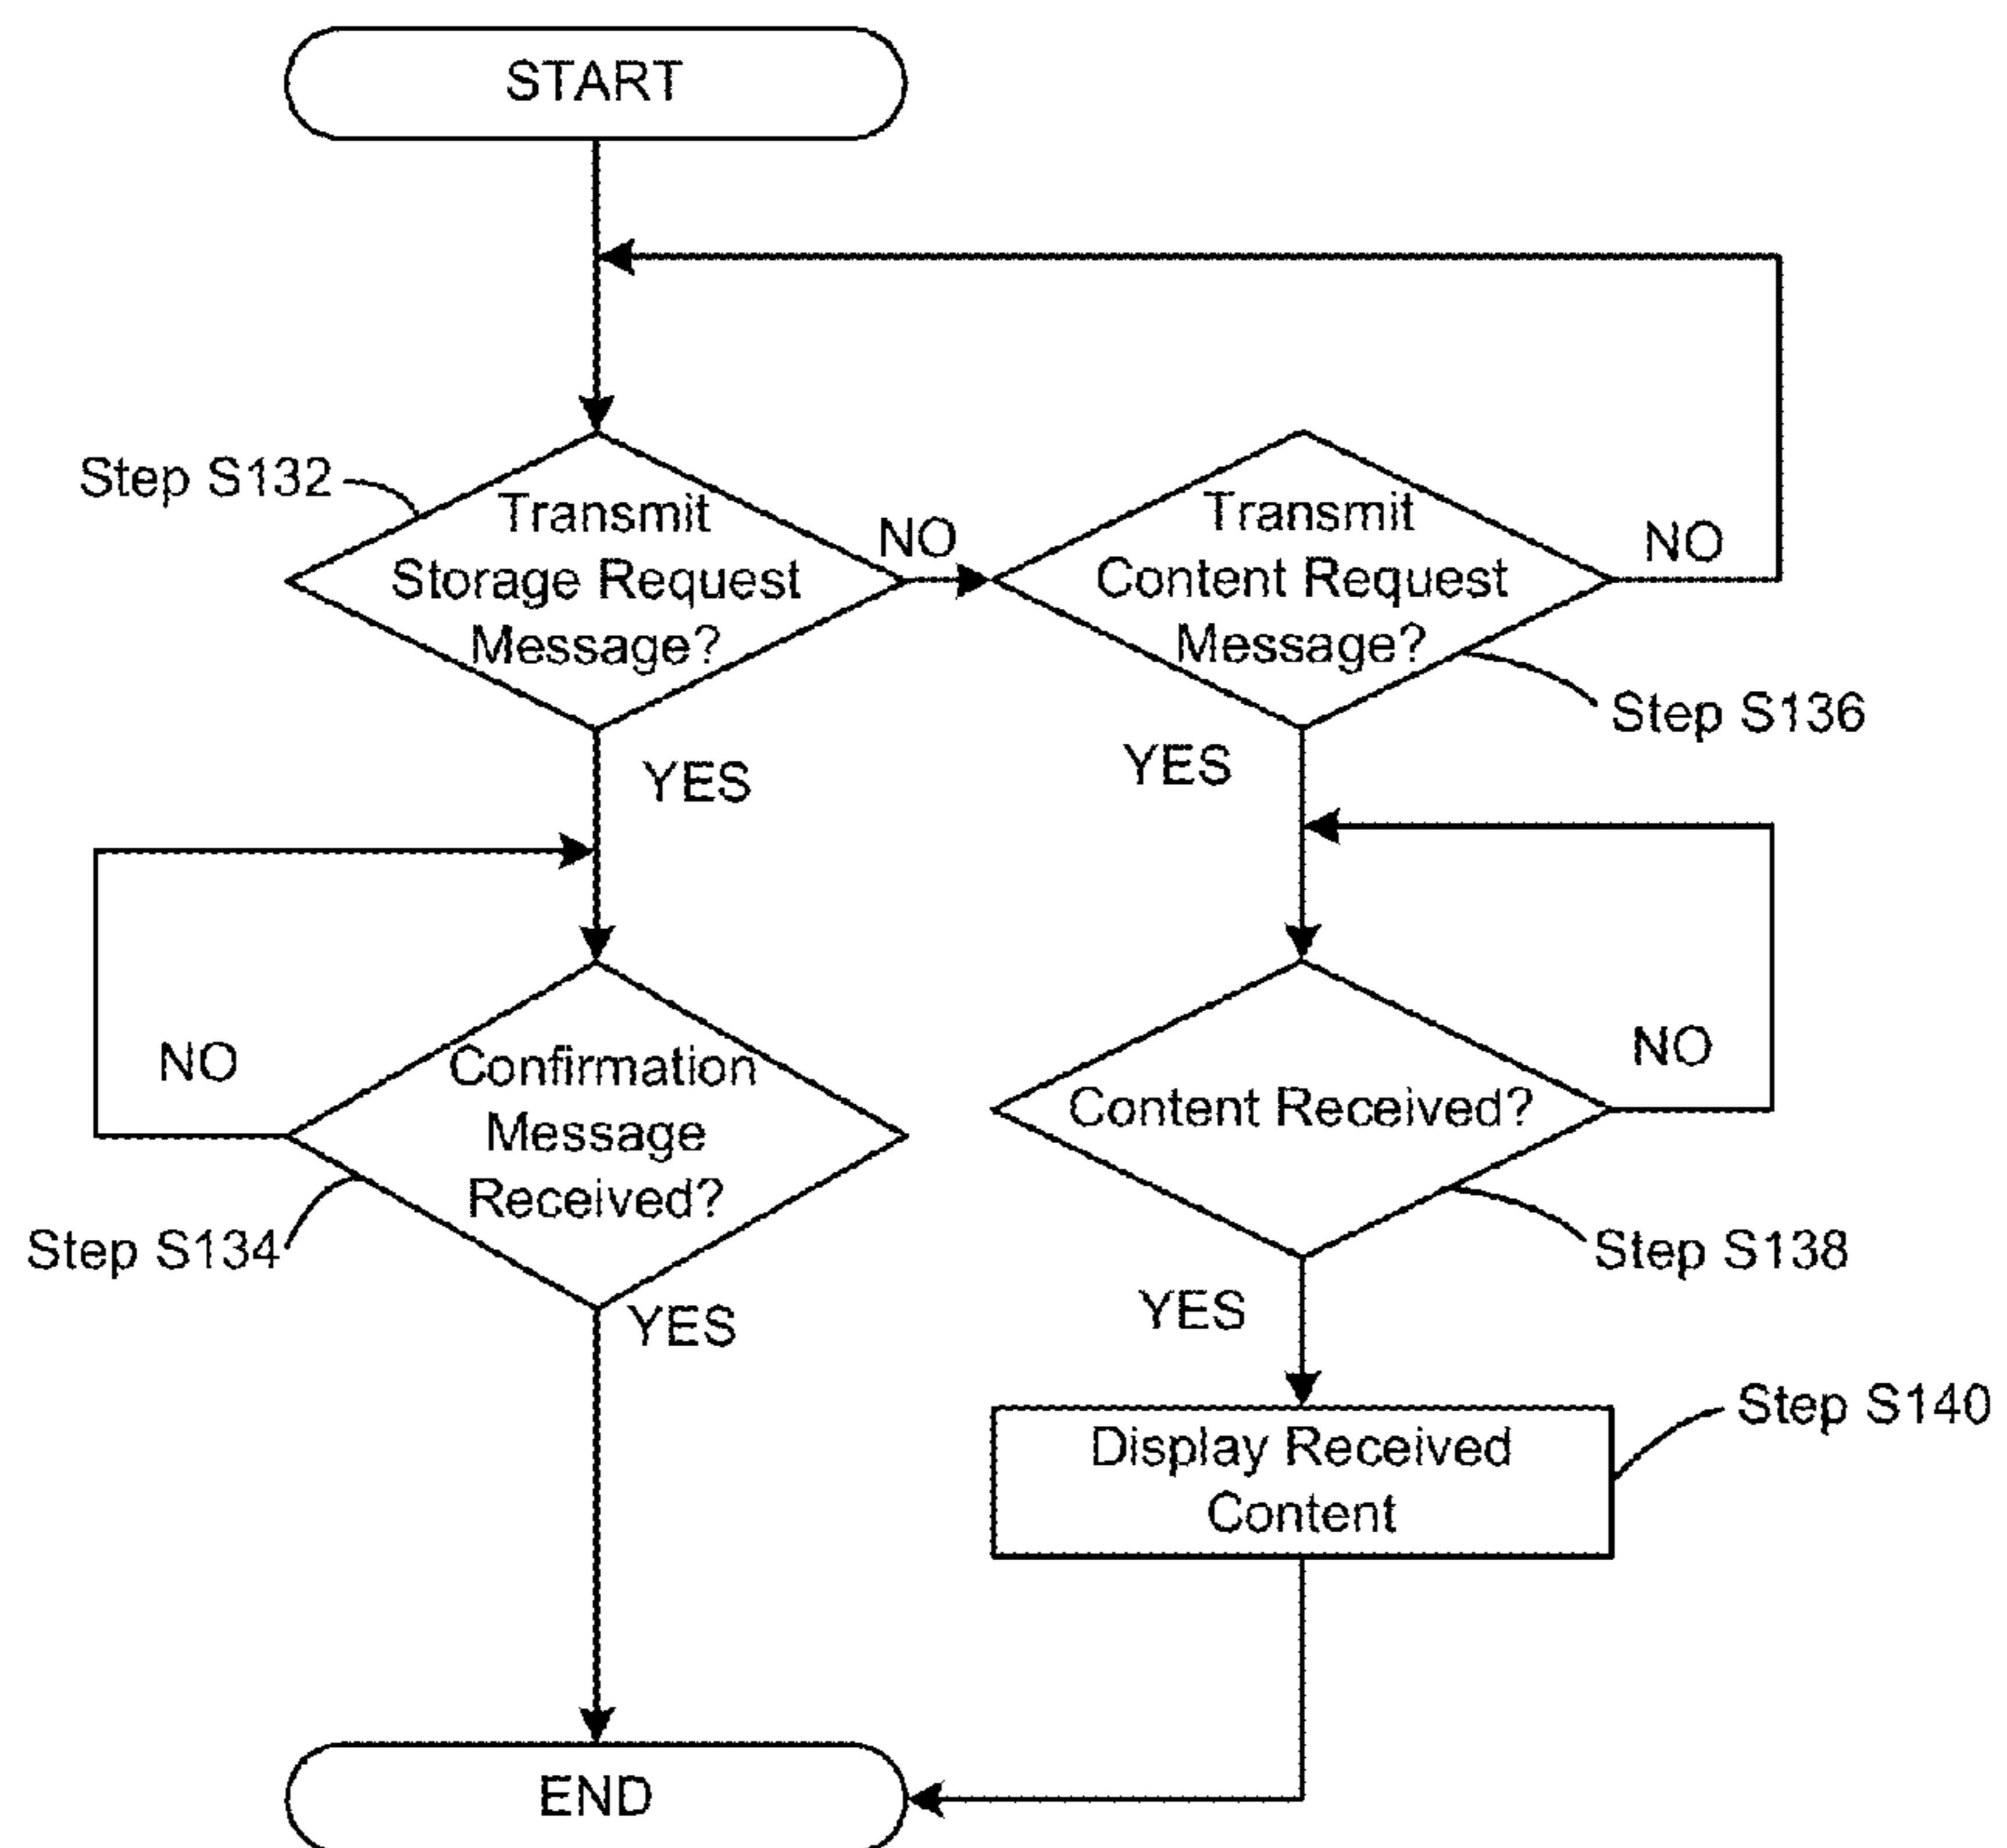 START
Step S132
Transmit
Storage Request
Message?
NO
Transmit
Content Request
Message?
NO
Step S136
YES
YES
NO
Confirmation
Message
Received?
Step S134
YES
Content Received?
NO
Step S138
YES
Display Received
Content
Step S140
END